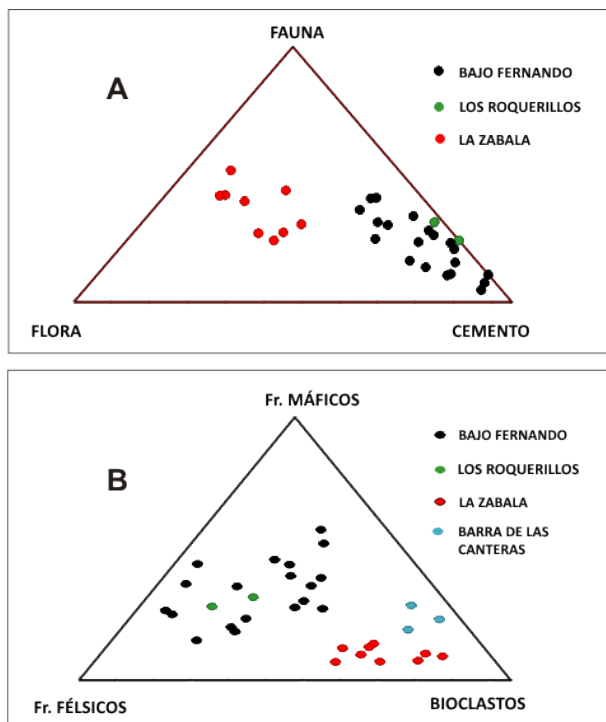 FAUNA
A
BAJO FERNANDO
LOS ROQUERILLOS
LA ZABALA
FLORA
CEMENTO
Fr. MÁFICOS
B
BAJO FERNANDO
LOS ROQUERILLOS
LA ZABALA
BARRA DE LAS
CANTERAS
Fr. FÉLSICOS
BIOCLASTOS